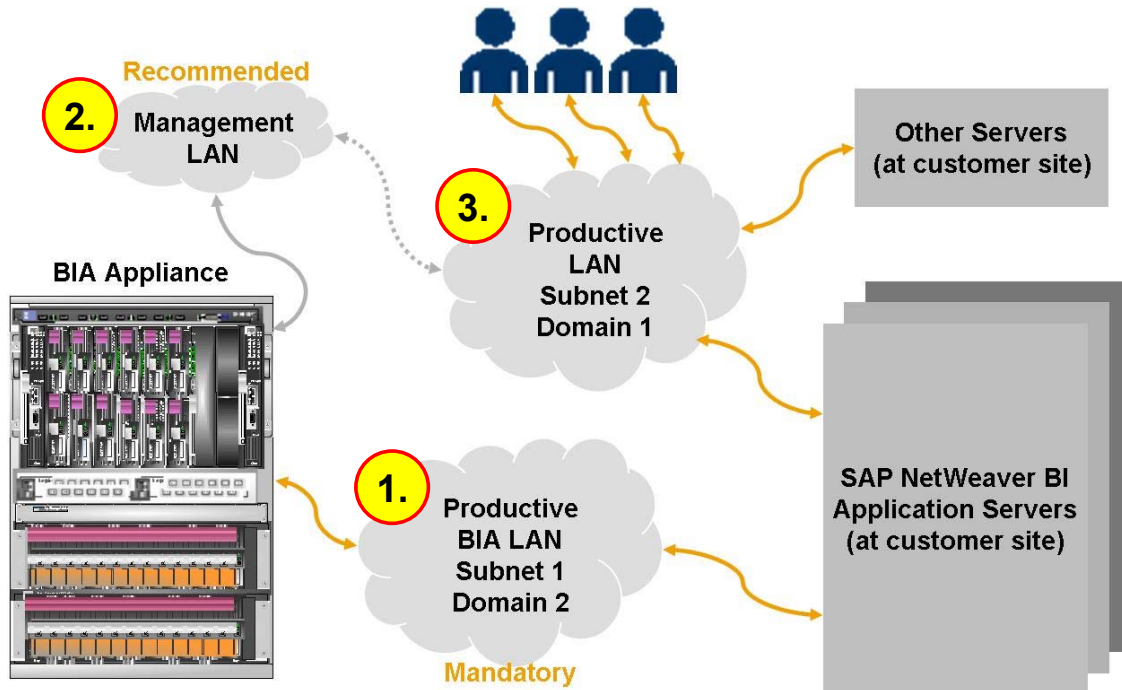 Recommended
2.
Management
LAN
Other Servers
(at customer site)
3.
Productive
LAN
Subnet 2
Domain 1
BIA Appliance
1.
Productive
BIA LAN
Subnet 1
Domain 2
Mandatory
SAP NetWeaver BI
Application Servers
(at customer site)